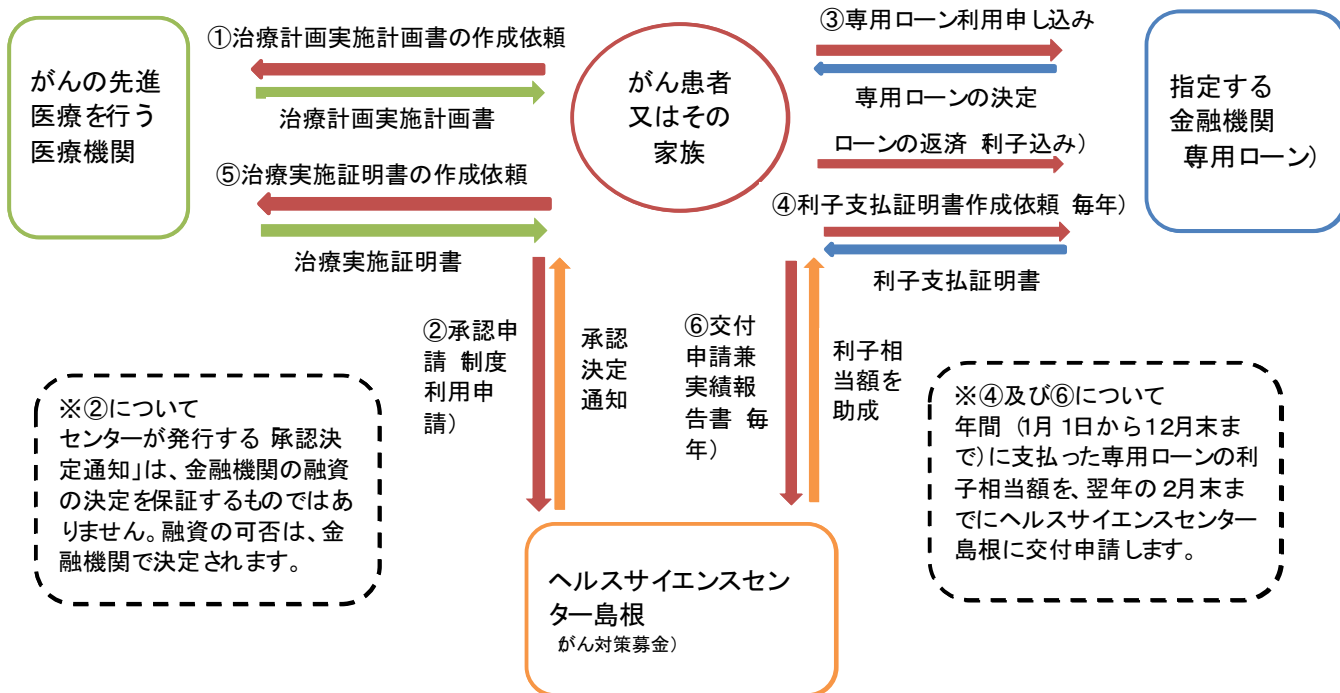 ①治療計画実施計画書の作成依頼
治療計画実施計画書
⑤治療実施証明書の作成依頼
治療実施証明書
がんの先進
医療を行う
医療機関
がん患者
又はその
家族
③専用ローン利用申し込み
専用ローンの決定
ローンの返済 利子込み)
④利子支払証明書作成依頼 毎年)
利子支払証明書
指定する
金融機関
専用ローン)
②承認申
請 制度
利用申
請)
承認
決定
通知
⑥交付
申請兼
実績報
告書 毎
年)
利子相
当額を
助成
※②について
センターが発行する「承認決
定通知」は、金融機関の融資
の決定を保証するものではあ
りません。融資の可否は、金
融機関で決定されます。
※④及び⑥について
年間 (1月1日から12月末ま
で)に支払った専用ローンの利
子相当額を、翌年の2月末ま
でにヘルスサイエンスセンター
島根に交付申請します。
ヘルスサイエンスセン
ター島根
がん対策募金)